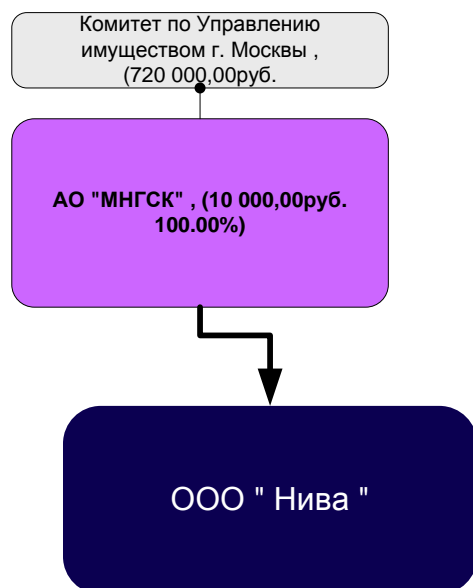 Комитет по Управлению
имуществом г. Москвы ,
(720 000,00руб.
АО "МНГСК" , (10 000,00руб.
100.00%)
ООО " Нива "